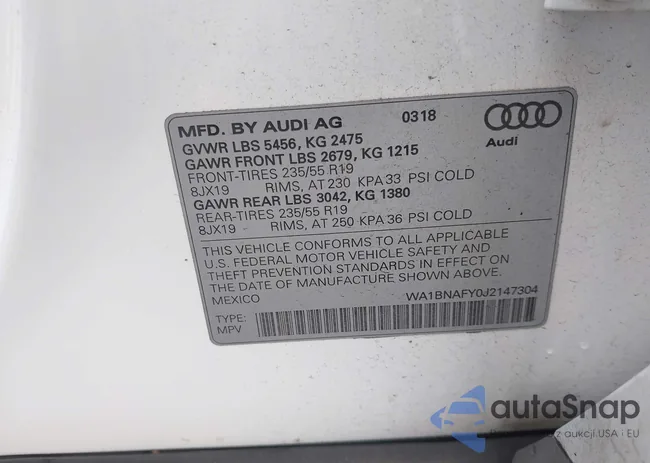 MFD. BY AUDI AG 0318
GVWR LBS 5456, KG 2475
GAWR FRONT LBS 2679, KG 1215
FRONT-TIRES 235/55 R19
8JX19 RIMS, AT 230 KPA 33 PSI COLD
GAWR REAR LBS 3042, KG 1380
REAR-TIRES 235/55 R19
8JX19 RIMS, AT 250 KPA 36 PSI COLD
Audi
THIS VEHICLE CONFORMS TO ALL APPLICABLE
U.S. FEDERAL MOTOR VEHICLE SAFETY AND
THEFT PREVENTION STANDARDS IN EFFECT ON
THE DATE OF MANUFACTURE SHOWN ABOVE.
MEXICO WA1BNAFY0J2147304
TYPE:
MPV
autaSnap
z aukcji USA i EU